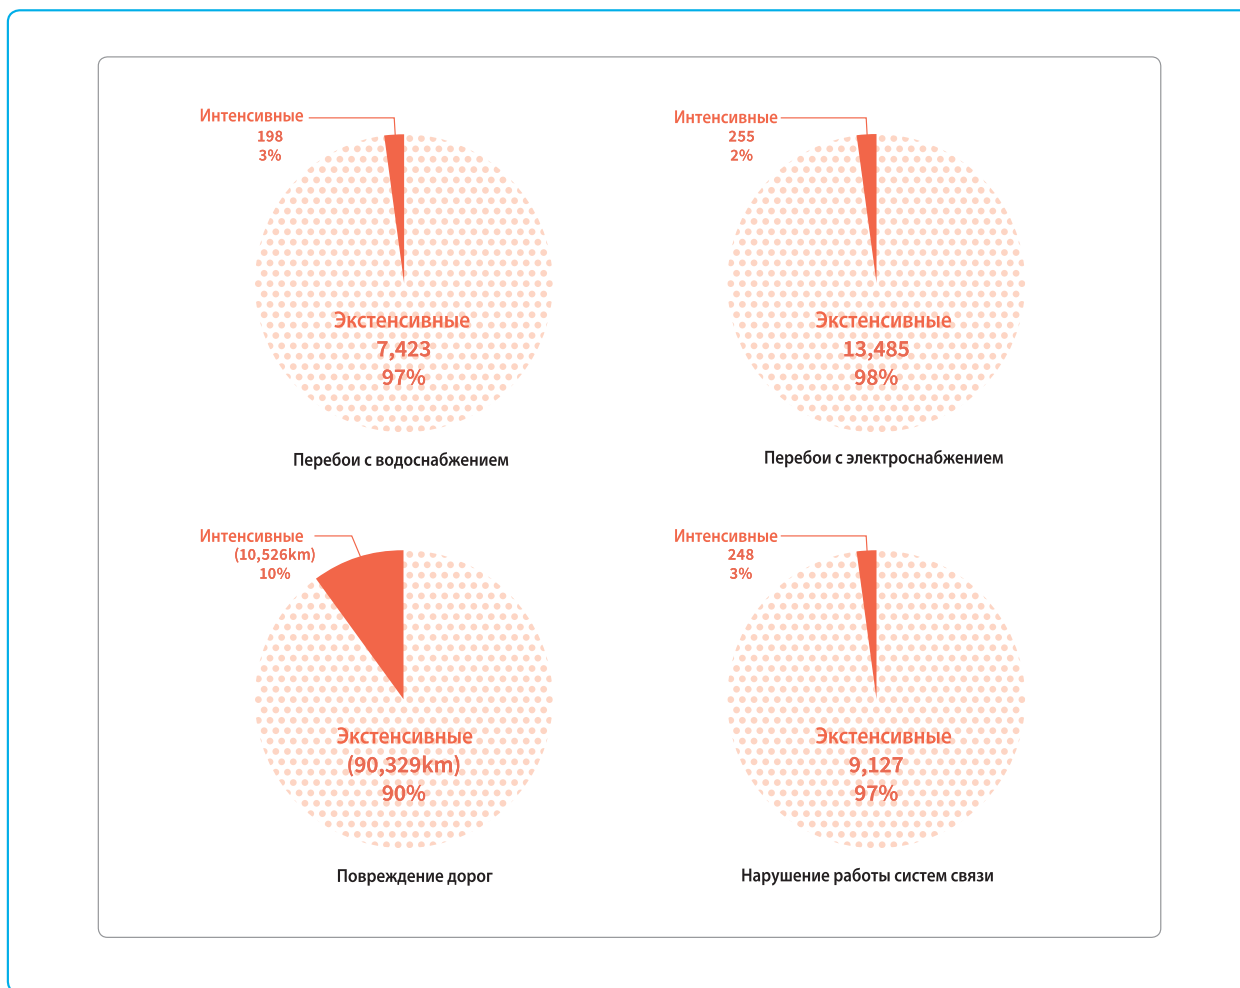 Интенсивные
198
3%
Экстенсивные
7,423
97%
Перебои с водоснабжением
Интенсивные
255
2%
Экстенсивные
13,485
98%
Перебои с электроснабжением
Интенсивные
(10,526km)
10%
Экстенсивные
(90,329km)
90%
Повреждение дорог
Интенсивные
248
3%
Экстенсивные
9,127
97%
Нарушение работы систем связи